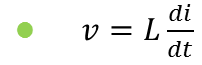 v = L di/dt